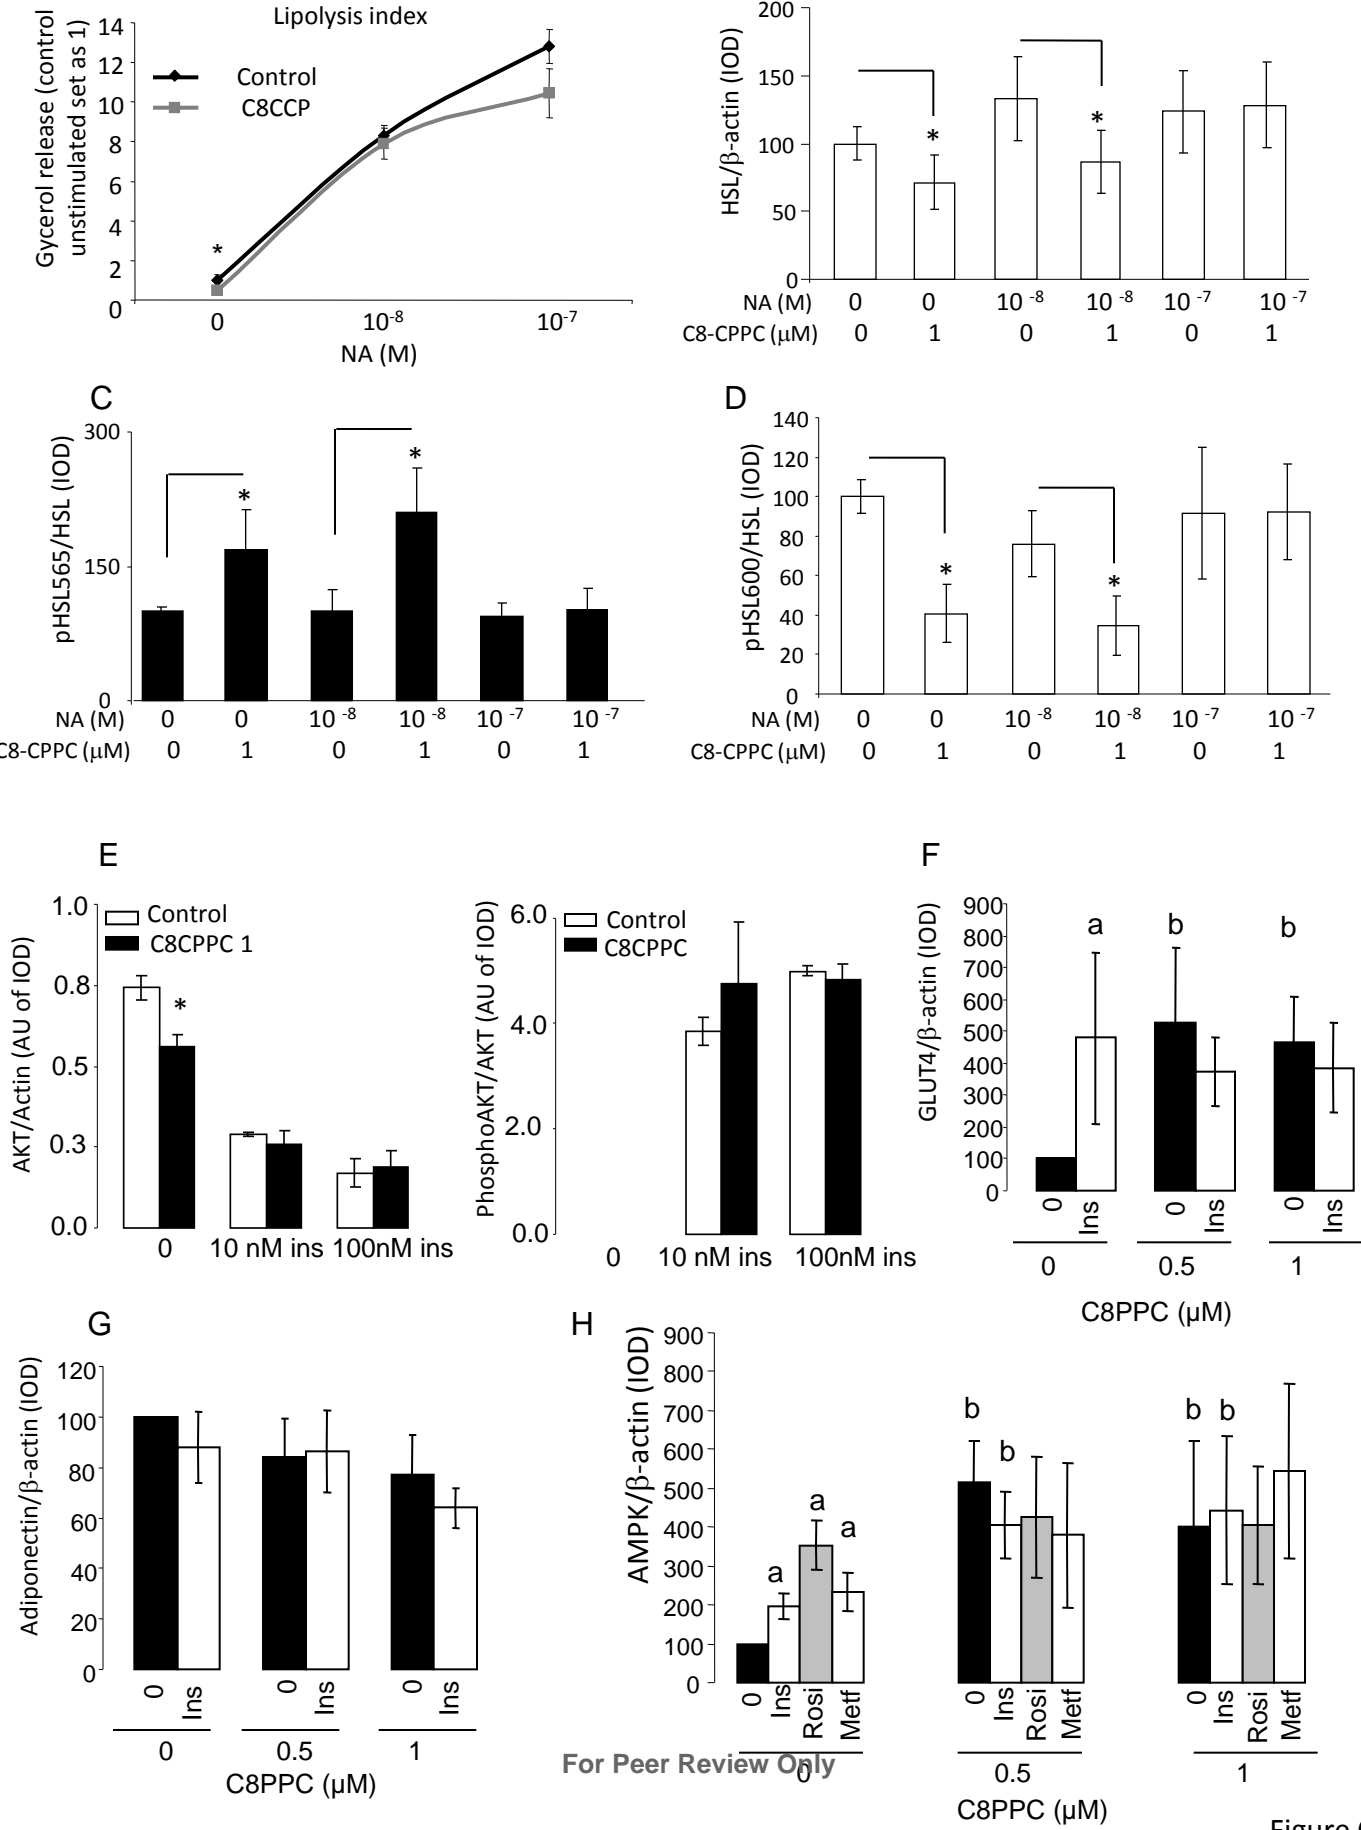 Lipolysis index
Gycerol release (control
unstimulated set as 1)
14
12
10
8
6
4
2
0
Control
C8CCP
*
0 10-8 10-7
NA (M)
HSL/β-actin (IOD)
200
150
100
50
0
* *
NA (M) 0 0 10 -8 10 -8 10 -7 10 -7
C8-CPPC (μM) 0 1 0 1 0 1
C
pHSL565/HSL (IOD)
300
150
0
* *
NA (M) 0 0 10 -8 10 -8 10 -7 10 -7
C8-CPPC (μM) 0 1 0 1 0 1
D
pHSL600/HSL (IOD)
140
120
100
80
60
40
20
0
* *
NA (M) 0 0 10 -8 10 -8 10 -7 10 -7
C8-CPPC (μM) 0 1 0 1 0 1
E
AKT/Actin (AU of IOD)
1.0
0.8
0.5
0.3
0.0
Control
C8CPPC 1
*
0 10 nM ins 100nM ins
PhosphoAKT/AKT (AU of IOD)
6.0
4.0
2.0
0.0
Control
C8CPPC
0 10 nM ins 100nM ins
F
GLUT4/β-actin (IOD)
900
800
700
600
500
400
300
200
100
0
a b b
0 Ins 0 Ins 0 Ins
0 0.5 1
C8PPC (μM)
G
Adiponectin/β-actin (IOD)
120
100
80
60
40
20
0
0 Ins 0 Ins 0 Ins
0 0.5 1
C8PPC (μM)
H
AMPK/β-actin (IOD)
900
800
700
600
500
400
300
200
100
0
a a a b b b b
0 Ins Rosi Metf 0 Ins Rosi Metf 0 Ins Rosi Metf
0 0.5 1
C8PPC (μM)
For Peer Review Only
Figure